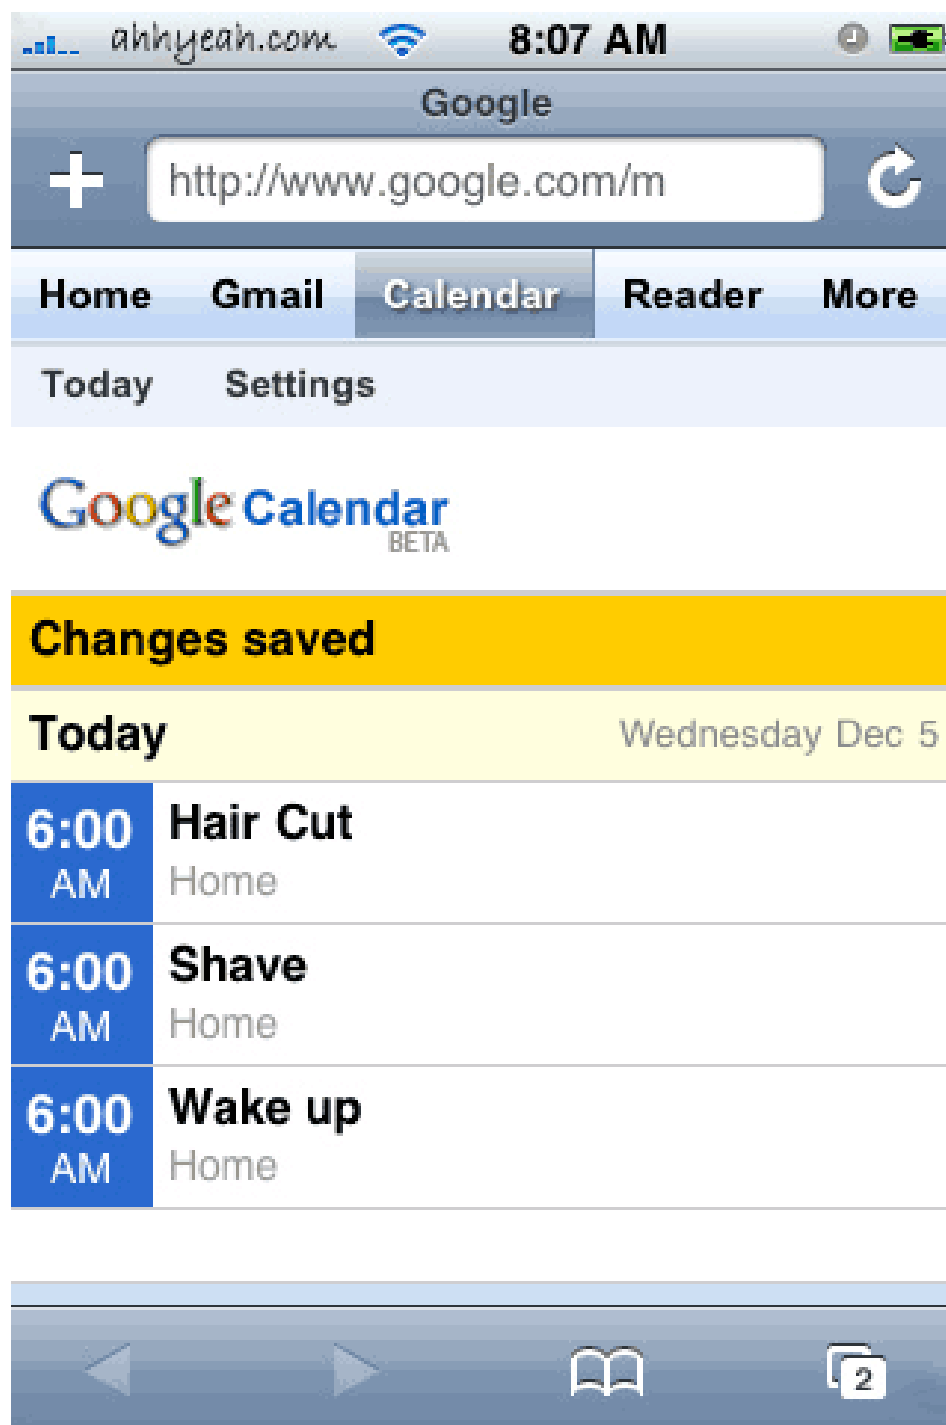 ahhyeah.com 8:07 AM
Google
http://www.google.com/m
Home Gmail Calendar Reader More
Today Settings
Google Calendar
BETA
Changes saved
Today Wednesday Dec 5
6:00 AM Hair Cut
Home
6:00 AM Shave
Home
6:00 AM Wake up
Home
2